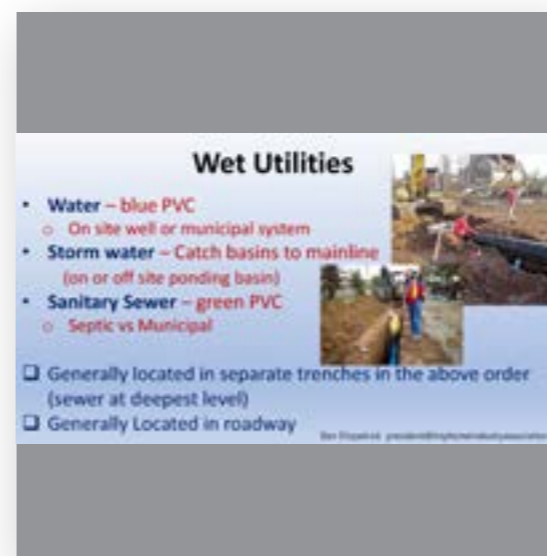 Wet Utilities
• Water – blue PVC
o On site well or municipal system
• Storm water – Catch basins to mainline
(on or off site ponding basin)
• Sanitary Sewer – green PVC
o Septic vs Municipal
❑ Generally located in separate trenches in the above order
(sewer at deepest level)
❑ Generally Located in roadway